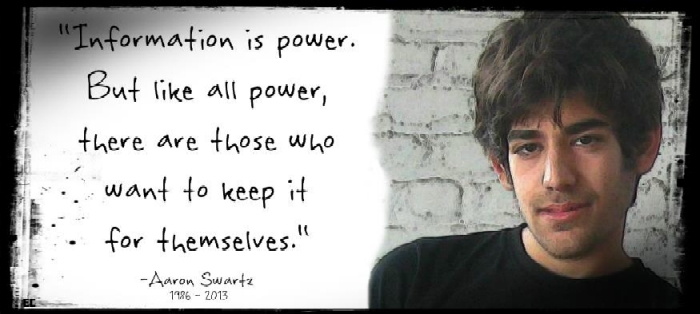 "Information is power.
But like all power,
there are those who
want to keep it
for themselves."
-Aaron Swartz
1986 - 2013